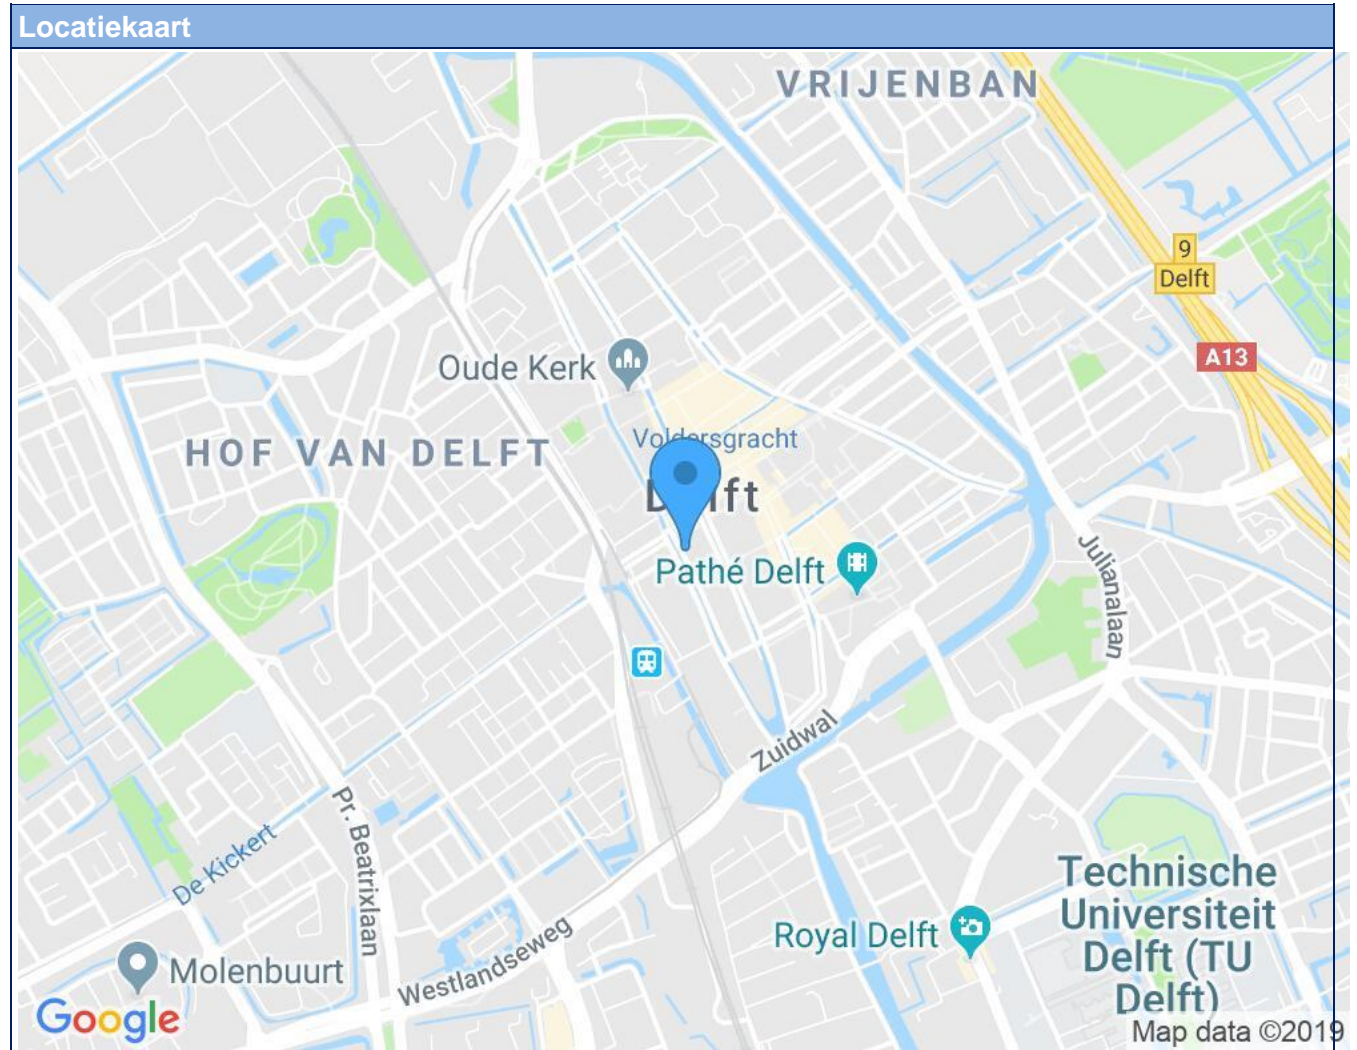 Locatiekaart
VRIJENBAN
9
Delft
A13
Oude Kerk
Voldersgracht
HOF VAN DELFT
Delft
Pathé Delft
Julianalaan
Zuidwal
Pr. Beatrixlaan
De Kickert
Technische
Universiteit
Delft (TU
Delft)
Royal Delft
Westlandseweg
Molenbuurt
Google
Map data ©2019